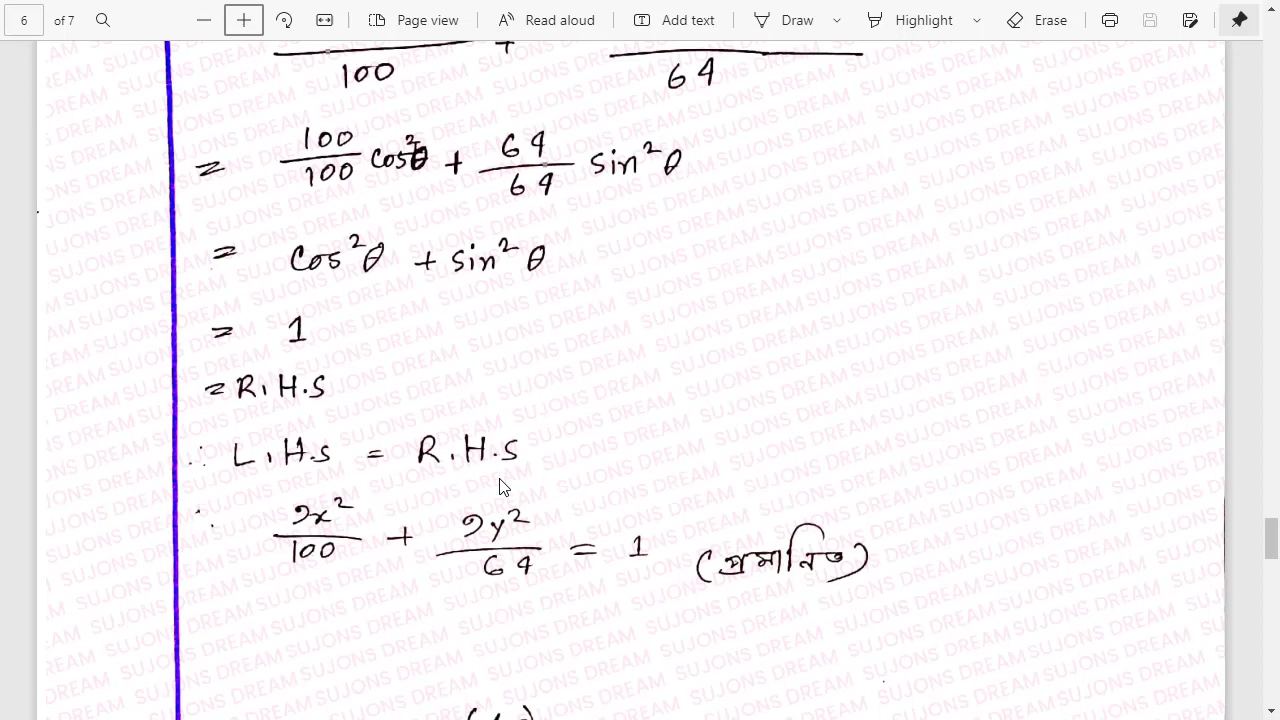 6 of 7 Page view Read aloud Add text Draw Highlight Erase
+
100 64
= 100/100 cos²θ + 64/64 sin²θ
= cos²θ + sin²θ
= 1
= R.H.S
∴ L.H.S = R.H.S
∴ 9x²/100 + 9y²/64 = 1 (প্রমানিত)
SUJONS DREAM